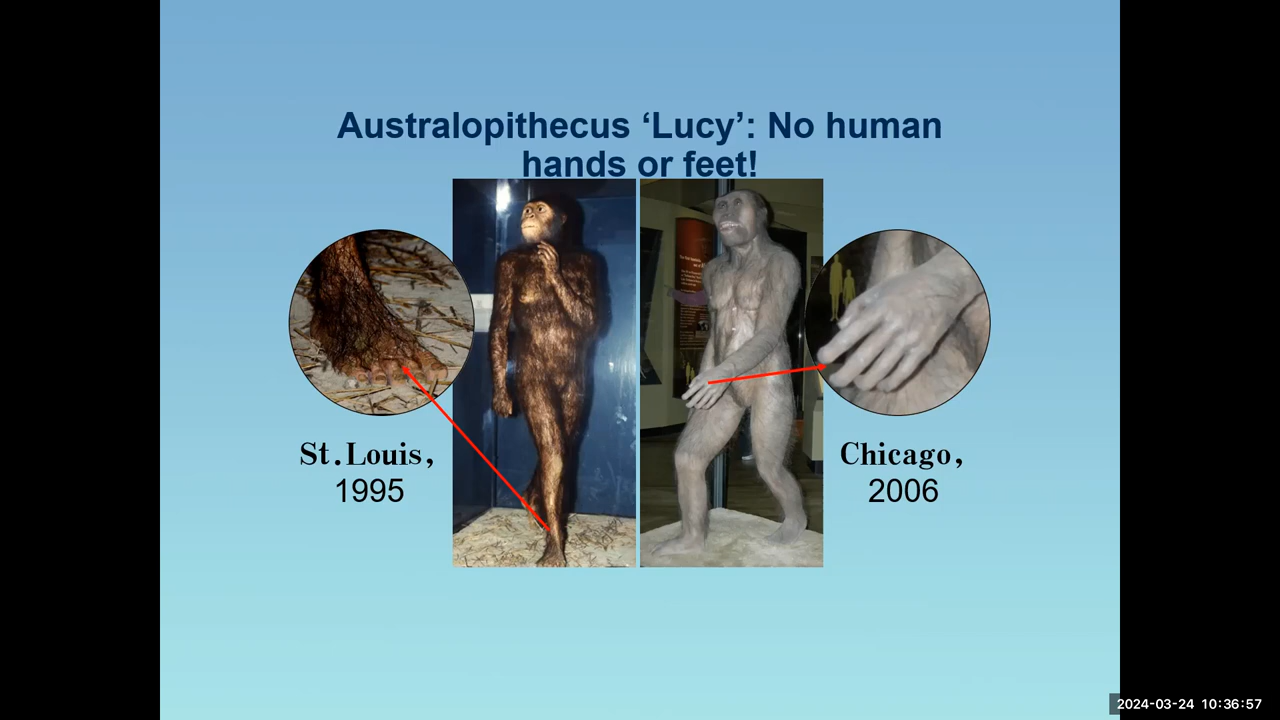 Australopithecus ‘Lucy’: No human
hands or feet!
St.Louis,
1995
Chicago,
2006
2024-03-24 10:36:57